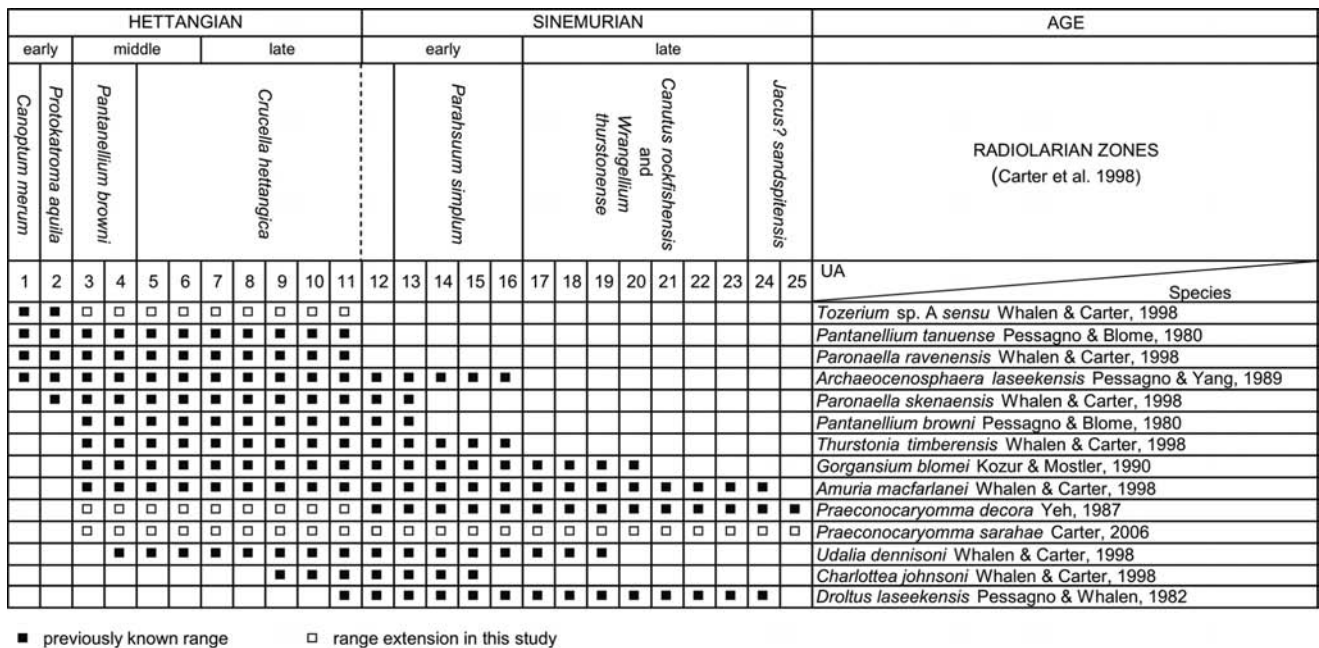 HETTANGIAN SINEMURIAN AGE
early middle late early late
Canoptum merum
Protokatroma aquila
Pantanellium browni
Crucella hettangica
Parahsuum simplum
Canutus rockfishensis
and
Wrangellium
thurstonense
Jacus? sandspitensis
RADIOLARIAN ZONES
(Carter et al. 1998)
1 2 3 4 5 6 7 8 9 10 11 12 13 14 15 16 17 18 19 20 21 22 23 24 25 UA
Species
Tozerium sp. A sensu Whalen & Carter, 1998
Pantanellium tanuense Pessagno & Blome, 1980
Paronaella ravenensis Whalen & Carter, 1998
Archaeocenosphaera laseekensis Pessagno & Yang, 1989
Paronaella skenaensis Whalen & Carter, 1998
Pantanellium browni Pessagno & Blome, 1980
Thurstonia timberensis Whalen & Carter, 1998
Gorgansium blomei Kozur & Mostler, 1990
Amuria macfarlanei Whalen & Carter, 1998
Praeconocaryomma decora Yeh, 1987
Praeconocaryomma sarahae Carter, 2006
Udalia dennisoni Whalen & Carter, 1998
Charlottea johnsoni Whalen & Carter, 1998
Droltus laseekensis Pessagno & Whalen, 1982
■ previously known range □ range extension in this study